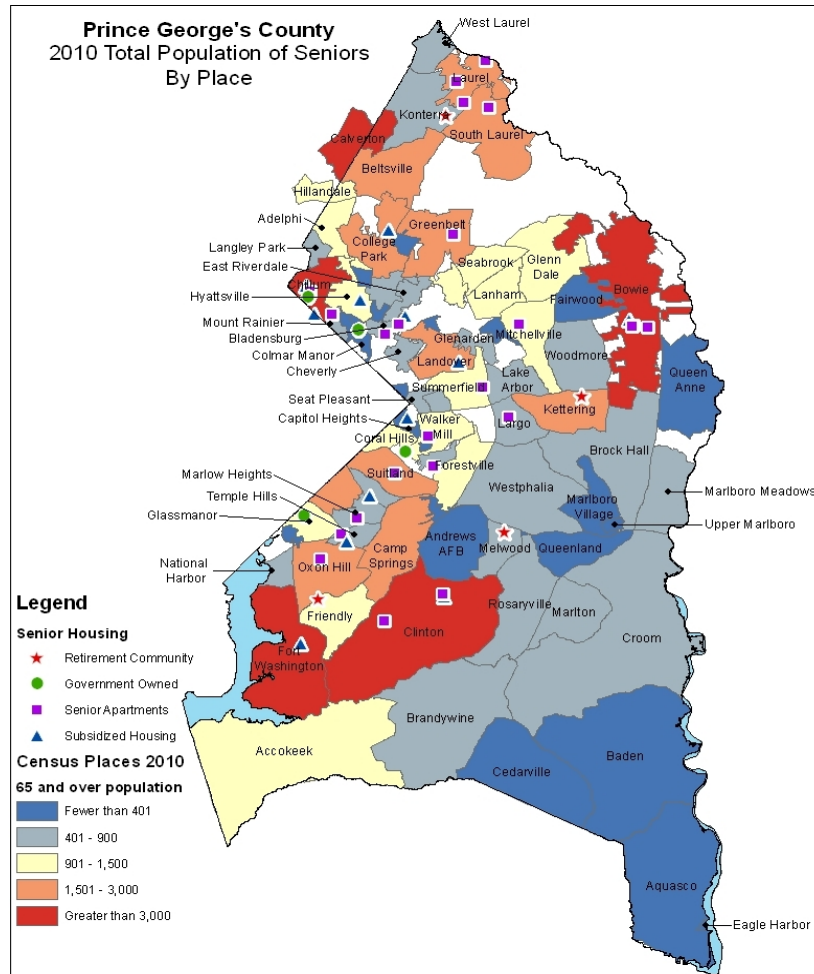 Prince George's County
2010 Total Population of Seniors
By Place
West Laurel
Laurel
Konterra
South Laurel
Calverton
Beltsville
Hillandale
Adelphi
Greenbelt
College
Park
Langley Park
Seabrook
Glenn
Dale
East Riverdale
Lanham
Chillum
Bowie
Hyattsville
Fairwood
Mount Rainier
Glenarden
Mitchellville
Bladensburg
Woodmore
Colmar Manor
Landover
Cheverly
Lake
Arbor
Queen
Anne
Summerfield
Seat Pleasant
Kettering
Capitol Heights
Walker
Mill
Largo
Coral Hills
Brock Hall
Forestville
Suitland
Marlow Heights
Westphalia
Marlboro
Village
Marlboro Meadows
Temple Hills
Glassmanor
Upper Marlboro
Andrews
AFB
Melwood
Queenland
National
Harbor
Oxon Hill
Camp
Springs
Rosaryville
Marlton
Friendly
Clinton
Croom
Fort
Washington
Brandywine
Accokeek
Baden
Cedarville
Aquasco
Eagle Harbor
Legend
Senior Housing
Retirement Community
Government Owned
Senior Apartments
Subsidized Housing
Census Places 2010
65 and over population
Fewer than 401
401 - 900
901 - 1,500
1,501 - 3,000
Greater than 3,000